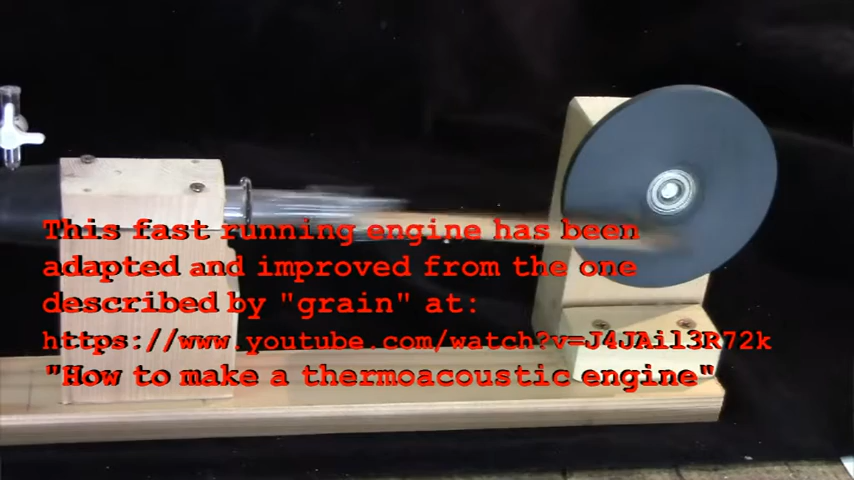 This fast running engine has been
adapted and improved from the one
described by "grain" at:
https://www.youtube.com/watch?v=J4JAil3R72k
"How to make a thermoacoustic engine"